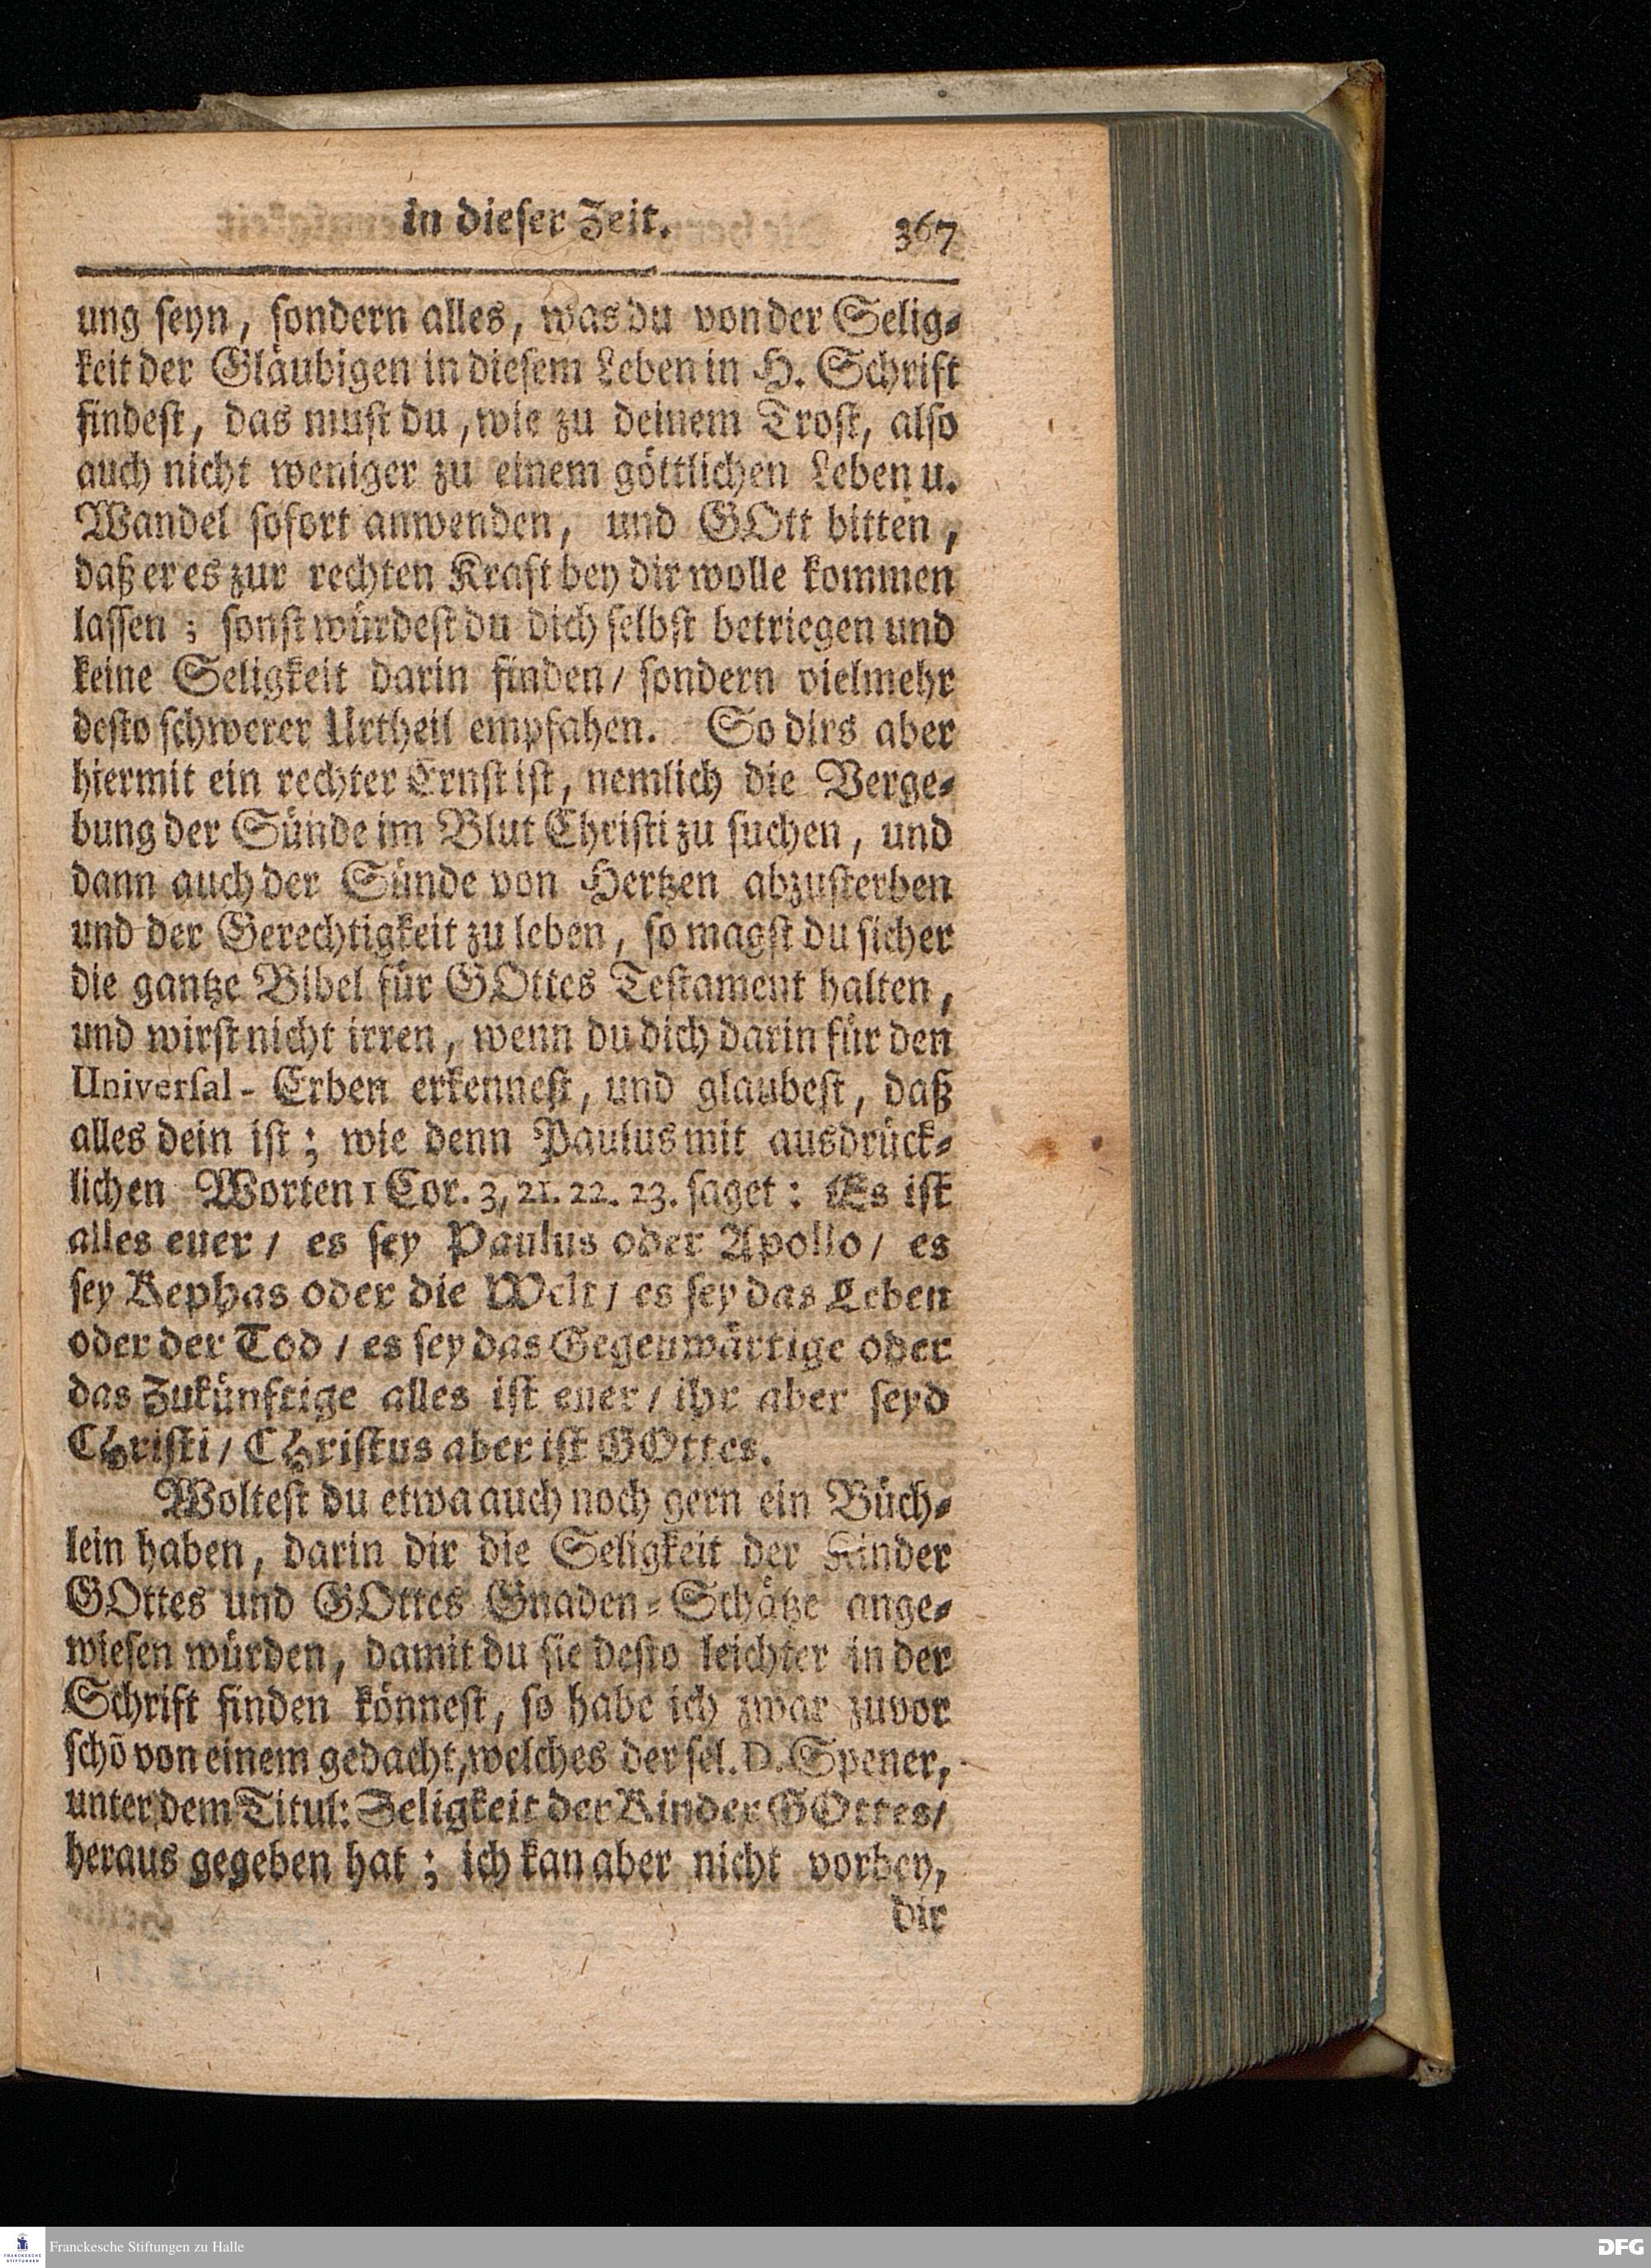 in dieser Zeit. 367
ung seyn, sondern alles, was du von der Selig-
keit der Gläubigen in diesem Leben in H. Schrift
findest, das must du, wie zu deinem Trost, also
auch nicht weniger zu einem göttlichen Leben u.
Wandel sofort anwenden, und GOtt bitten,
daß er es zur rechten Kraft bey dir wolle kommen
lassen; sonst würdest du dich selbst betriegen und
keine Seligkeit darin finden/ sondern vielmehr
desto schwerer Urtheil empfahen. So dirs aber
hiermit ein rechter Ernst ist, nemlich die Verge-
bung der Sünde im Blut Christi zu suchen, und
dann auch der Sünde von Hertzen abzusterben
und der Gerechtigkeit zu leben, so magst du sicher
die gantze Bibel für GOttes Testament halten,
und wirst nicht irren, wenn du dich darin für den
Universal- Erben erkennest, und glaubest, daß
alles dein ist; wie denn Paulus mit ausdrück-
lichen Worten 1 Cor. 3, 21. 22. 23. saget: Es ist
alles euer/ es sey Paulus oder Apollo/ es
sey Kephas oder die Welt/ es sey das Leben
oder der Tod/ es sey das Gegenwärtige oder
das Zukünftige alles ist euer/ ihr aber seyd
CHristi/ CHristus aber ist GOttes.
Woltest du etwa auch noch gern ein Büch-
lein haben, darin dir die Seligkeit der Kinder
GOttes und GOttes Gnaden-Schätze ange-
wiesen würden, damit du sie desto leichter in der
Schrift finden könnest, so habe ich zwar zuvor
schō von einem gedacht, welches der sel. D. Spener,
unter dem Titul: Seligkeit der Kinder GOttes/
heraus gegeben hat; ich kan aber nicht vorbey,
dir
Franckesche Stiftungen zu Halle
DFG